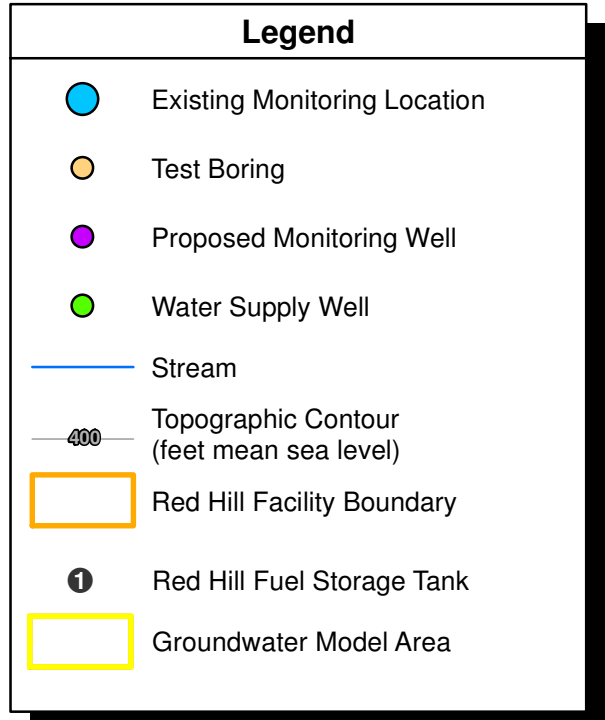 Legend
Existing Monitoring Location
Test Boring
Proposed Monitoring Well
Water Supply Well
Stream
400 Topographic Contour
(feet mean sea level)
Red Hill Facility Boundary
1 Red Hill Fuel Storage Tank
Groundwater Model Area